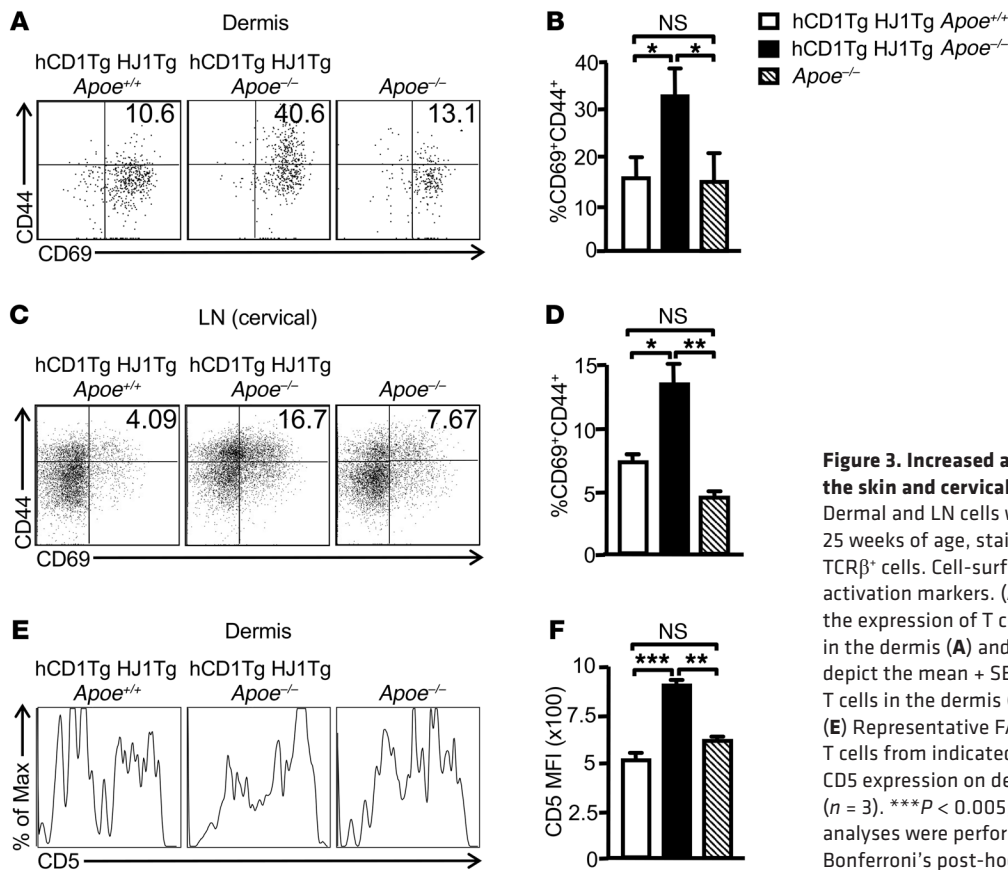 A
Dermis
hCD1Tg HJ1Tg Apoe+/+
hCD1Tg HJ1Tg Apoe–/–
Apoe–/–
10.6
40.6
13.1
CD44
CD69
B
NS
*
*
40
30
20
10
0
%CD69+CD44+
hCD1Tg HJ1Tg Apoe+/+
hCD1Tg HJ1Tg Apoe–/–
Apoe–/–
C
LN (cervical)
hCD1Tg HJ1Tg Apoe+/+
hCD1Tg HJ1Tg Apoe–/–
Apoe–/–
4.09
16.7
7.67
CD44
CD69
D
NS
*
**
15
10
5
0
%CD69+CD44+
E
Dermis
hCD1Tg HJ1Tg Apoe+/+
hCD1Tg HJ1Tg Apoe–/–
Apoe–/–
% of Max
CD5
F
NS
***
**
10
7.5
5
2.5
0
CD5 MFI (x100)
Figure 3. Increased a
the skin and cervical
Dermal and LN cells w
25 weeks of age, stai
TCRβ+ cells. Cell-surf
activation markers. (
the expression of T c
in the dermis (A) and
depict the mean + SE
T cells in the dermis
(E) Representative FA
T cells from indicated
CD5 expression on de
(n = 3). ***P < 0.005
analyses were perfor
Bonferroni's post-ho